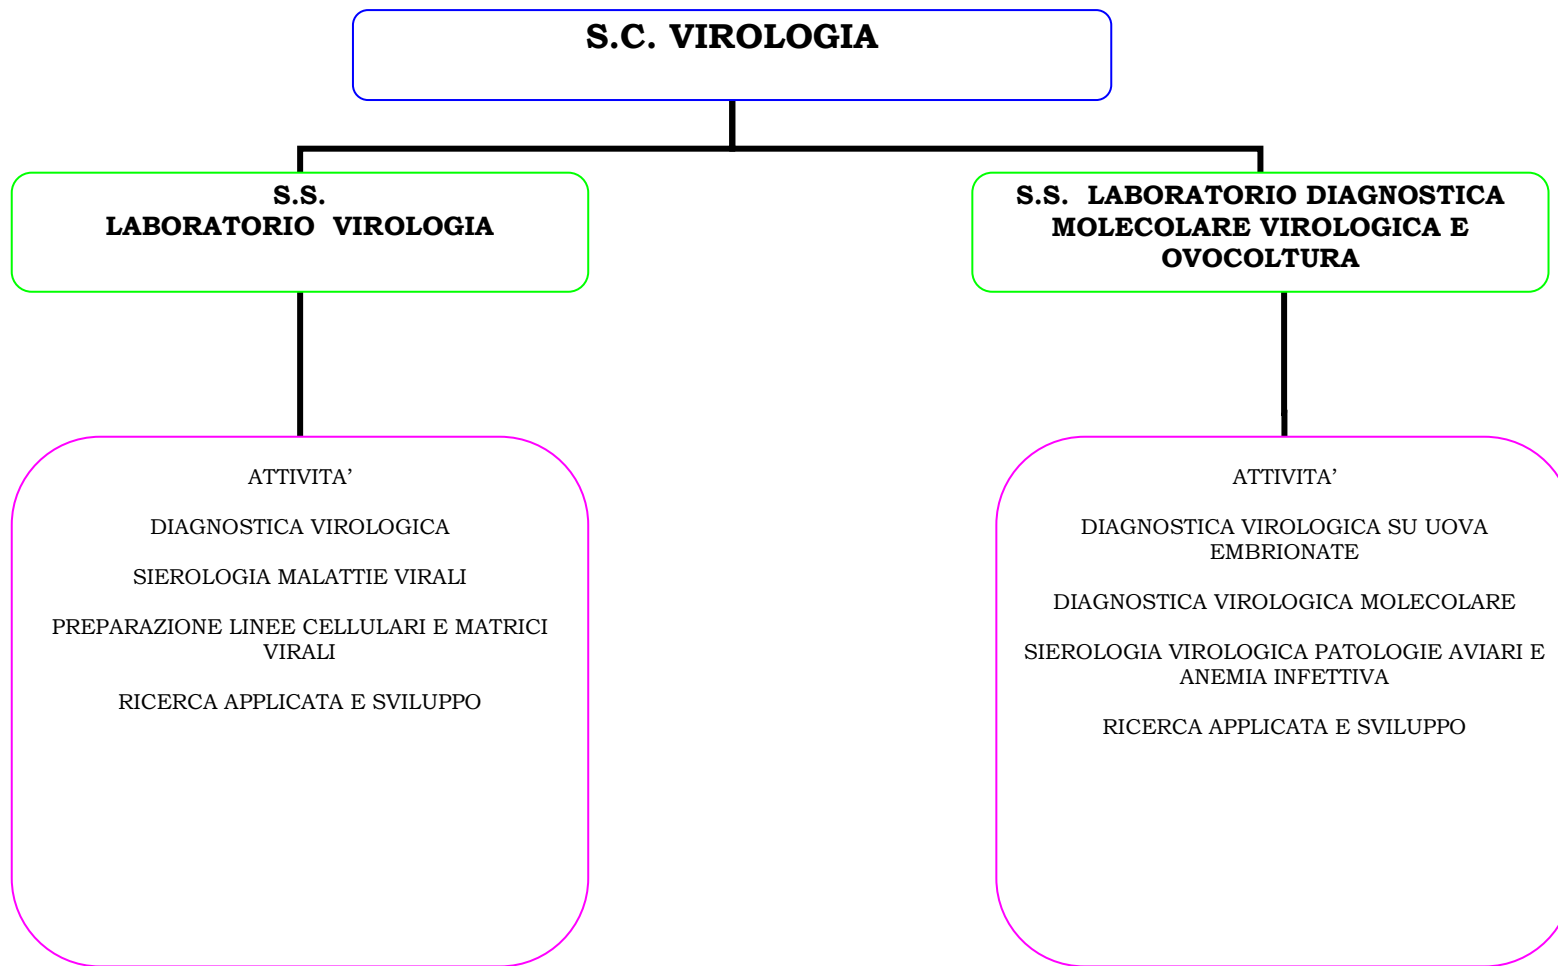 S.C. VIROLOGIA
S.S.
LABORATORIO VIROLOGIA
S.S. LABORATORIO DIAGNOSTICA
MOLECOLARE VIROLOGICA E
OVOCOLTURA
ATTIVITA’
DIAGNOSTICA VIROLOGICA
SIEROLOGIA MALATTIE VIRALI
PREPARAZIONE LINEE CELLULARI E MATRICI
VIRALI
RICERCA APPLICATA E SVILUPPO
ATTIVITA’
DIAGNOSTICA VIROLOGICA SU UOVA
EMBRIONATE
DIAGNOSTICA VIROLOGICA MOLECOLARE
SIEROLOGIA VIROLOGICA PATOLOGIE AVIARI E
ANEMIA INFETTIVA
RICERCA APPLICATA E SVILUPPO